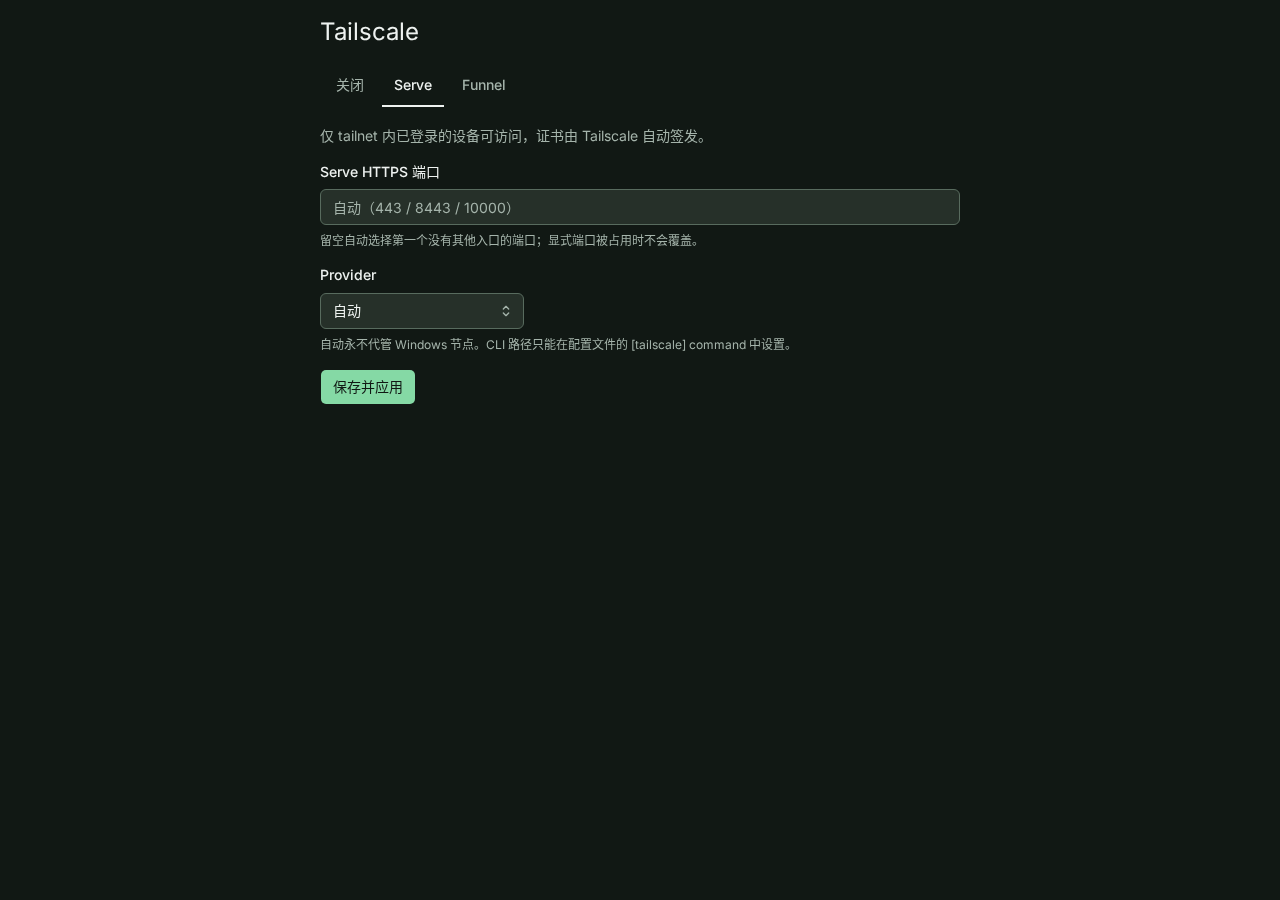 Tailscale
关闭 Serve Funnel
仅 tailnet 内已登录的设备可访问，证书由 Tailscale 自动签发。
Serve HTTPS 端口
自动（443 / 8443 / 10000）
留空自动选择第一个没有其他入口的端口；显式端口被占用时不会覆盖。
Provider
自动
自动永不代管 Windows 节点。CLI 路径只能在配置文件的 [tailscale] command 中设置。
保存并应用